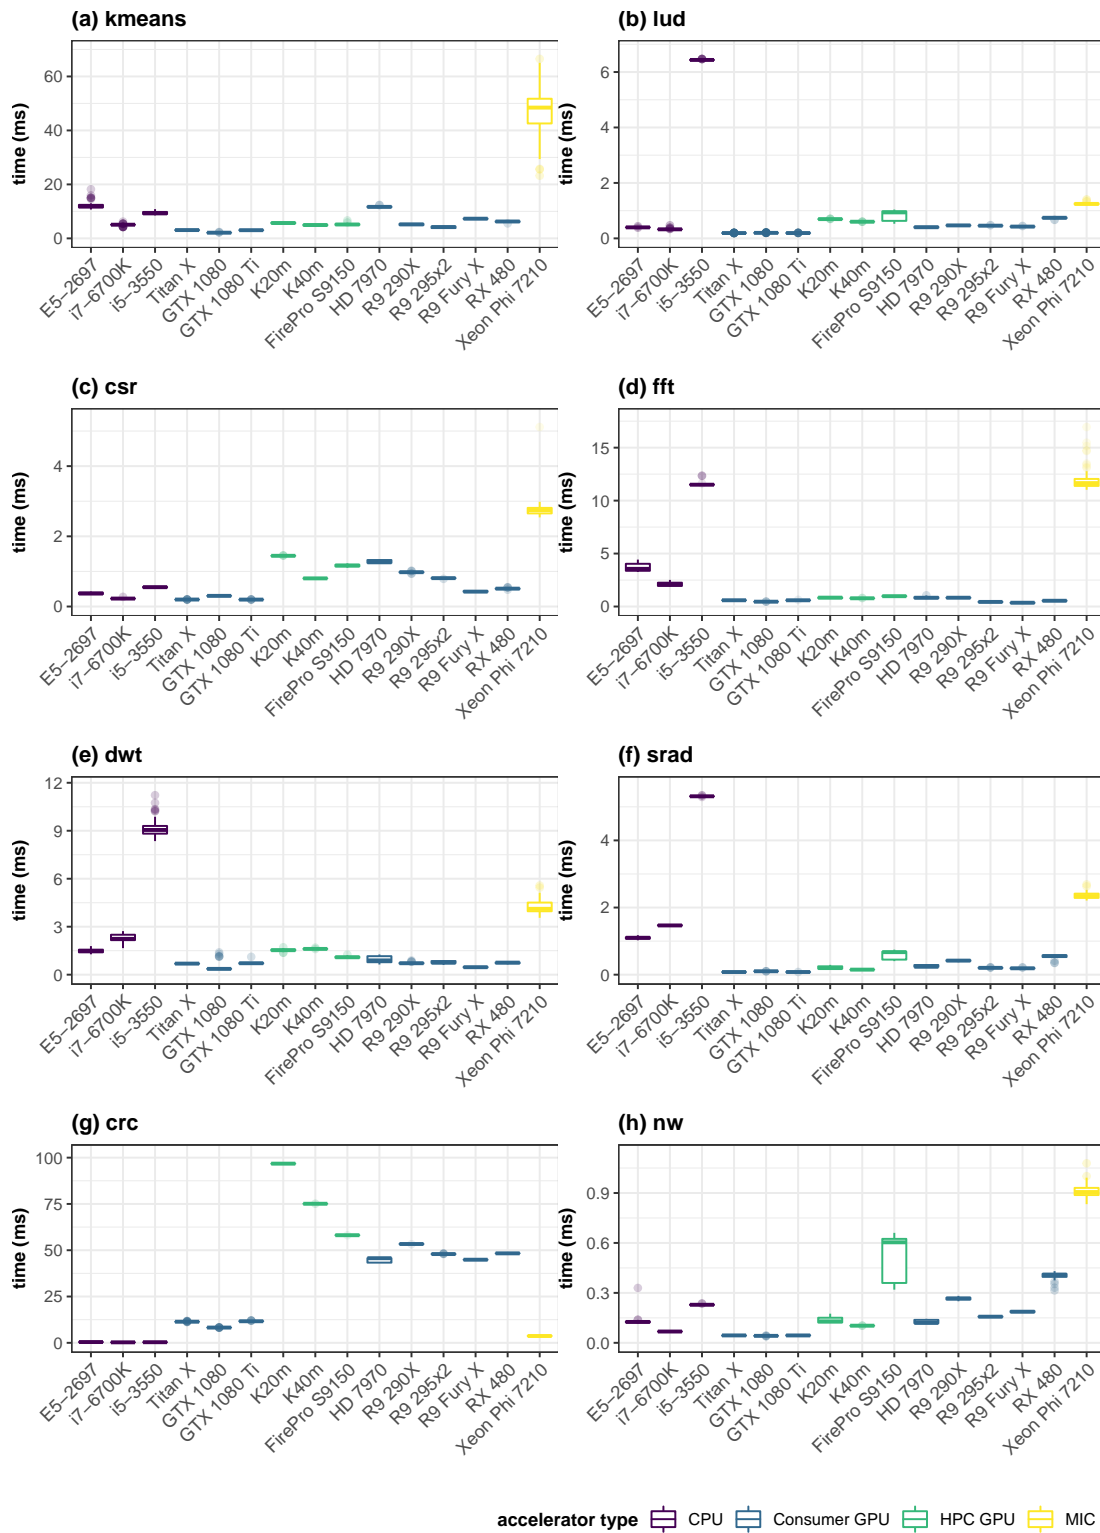 (a) kmeans
time (ms)
60
40
20
0
E5−2697
i7−6700K
i5−3550
Titan X
GTX 1080
GTX 1080 Ti
K20m
K40m
FirePro S9150
HD 7970
R9 290X
R9 295x2
R9 Fury X
RX 480
Xeon Phi 7210
(b) lud
time (ms)
6
4
2
0
E5−2697
i7−6700K
i5−3550
Titan X
GTX 1080
GTX 1080 Ti
K20m
K40m
FirePro S9150
HD 7970
R9 290X
R9 295x2
R9 Fury X
RX 480
Xeon Phi 7210
(c) csr
time (ms)
4
2
0
E5−2697
i7−6700K
i5−3550
Titan X
GTX 1080
GTX 1080 Ti
K20m
K40m
FirePro S9150
HD 7970
R9 290X
R9 295x2
R9 Fury X
RX 480
Xeon Phi 7210
(d) fft
time (ms)
15
10
5
0
E5−2697
i7−6700K
i5−3550
Titan X
GTX 1080
GTX 1080 Ti
K20m
K40m
FirePro S9150
HD 7970
R9 290X
R9 295x2
R9 Fury X
RX 480
Xeon Phi 7210
(e) dwt
time (ms)
12
9
6
3
0
E5−2697
i7−6700K
i5−3550
Titan X
GTX 1080
GTX 1080 Ti
K20m
K40m
FirePro S9150
HD 7970
R9 290X
R9 295x2
R9 Fury X
RX 480
Xeon Phi 7210
(f) srad
time (ms)
4
2
0
E5−2697
i7−6700K
i5−3550
Titan X
GTX 1080
GTX 1080 Ti
K20m
K40m
FirePro S9150
HD 7970
R9 290X
R9 295x2
R9 Fury X
RX 480
Xeon Phi 7210
(g) crc
time (ms)
100
75
50
25
0
E5−2697
i7−6700K
i5−3550
Titan X
GTX 1080
GTX 1080 Ti
K20m
K40m
FirePro S9150
HD 7970
R9 290X
R9 295x2
R9 Fury X
RX 480
Xeon Phi 7210
(h) nw
time (ms)
0.9
0.6
0.3
0.0
E5−2697
i7−6700K
i5−3550
Titan X
GTX 1080
GTX 1080 Ti
K20m
K40m
FirePro S9150
HD 7970
R9 290X
R9 295x2
R9 Fury X
RX 480
Xeon Phi 7210
accelerator type CPU Consumer GPU HPC GPU MIC